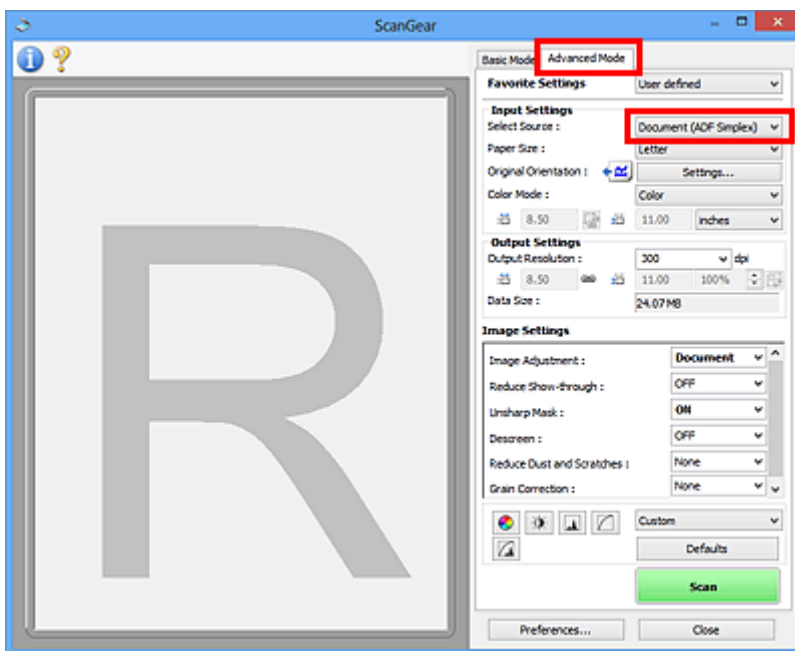 ScanGear
Basic Mode Advanced Mode
Favorite Settings User defined
Input Settings
Select Source : Document (ADF Simplex)
Paper Size : Letter
Original Orientation : Settings...
Color Mode : Color
8.50 11.00 inches
Output Settings
Output Resolution : 300 dpi
8.50 11.00 100%
Data Size : 24.07MB
Image Settings
Image Adjustment : Document
Reduce Show-through : OFF
Unsharp Mask : ON
Descreen : OFF
Reduce Dust and Scratches : None
Grain Correction : None
Custom
Defaults
Scan
Preferences... Close
R